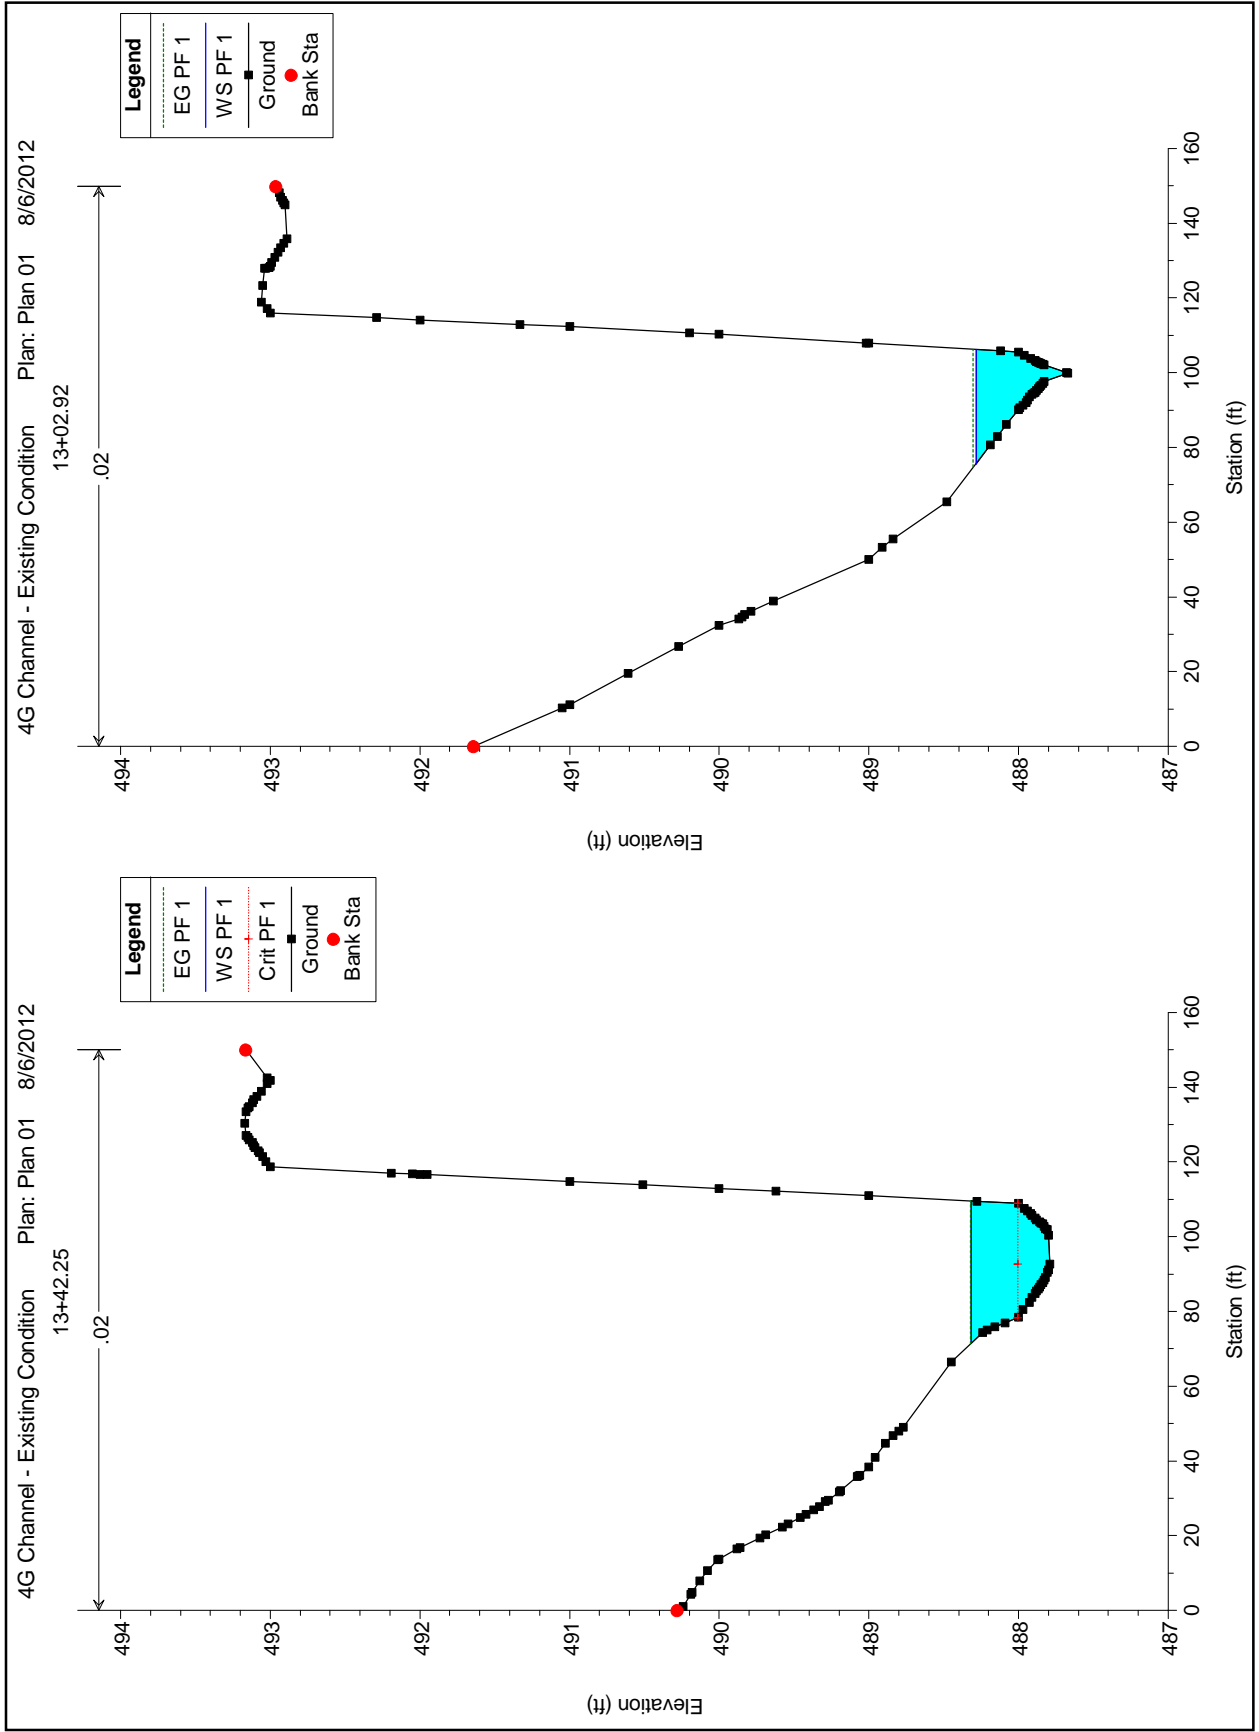 4G Channel - Existing Condition Plan: Plan 01 8/6/2012
13+42.25
.02
Legend
EG PF 1
WS PF 1
Crit PF 1
Ground
Bank Sta
494
493
492
491
490
489
488
487
Elevation (ft)
0 20 40 60 80 100 120 140 160
Station (ft)
4G Channel - Existing Condition Plan: Plan 01 8/6/2012
13+02.92
.02
Legend
EG PF 1
WS PF 1
Ground
Bank Sta
494
493
492
491
490
489
488
487
Elevation (ft)
0 20 40 60 80 100 120 140 160
Station (ft)